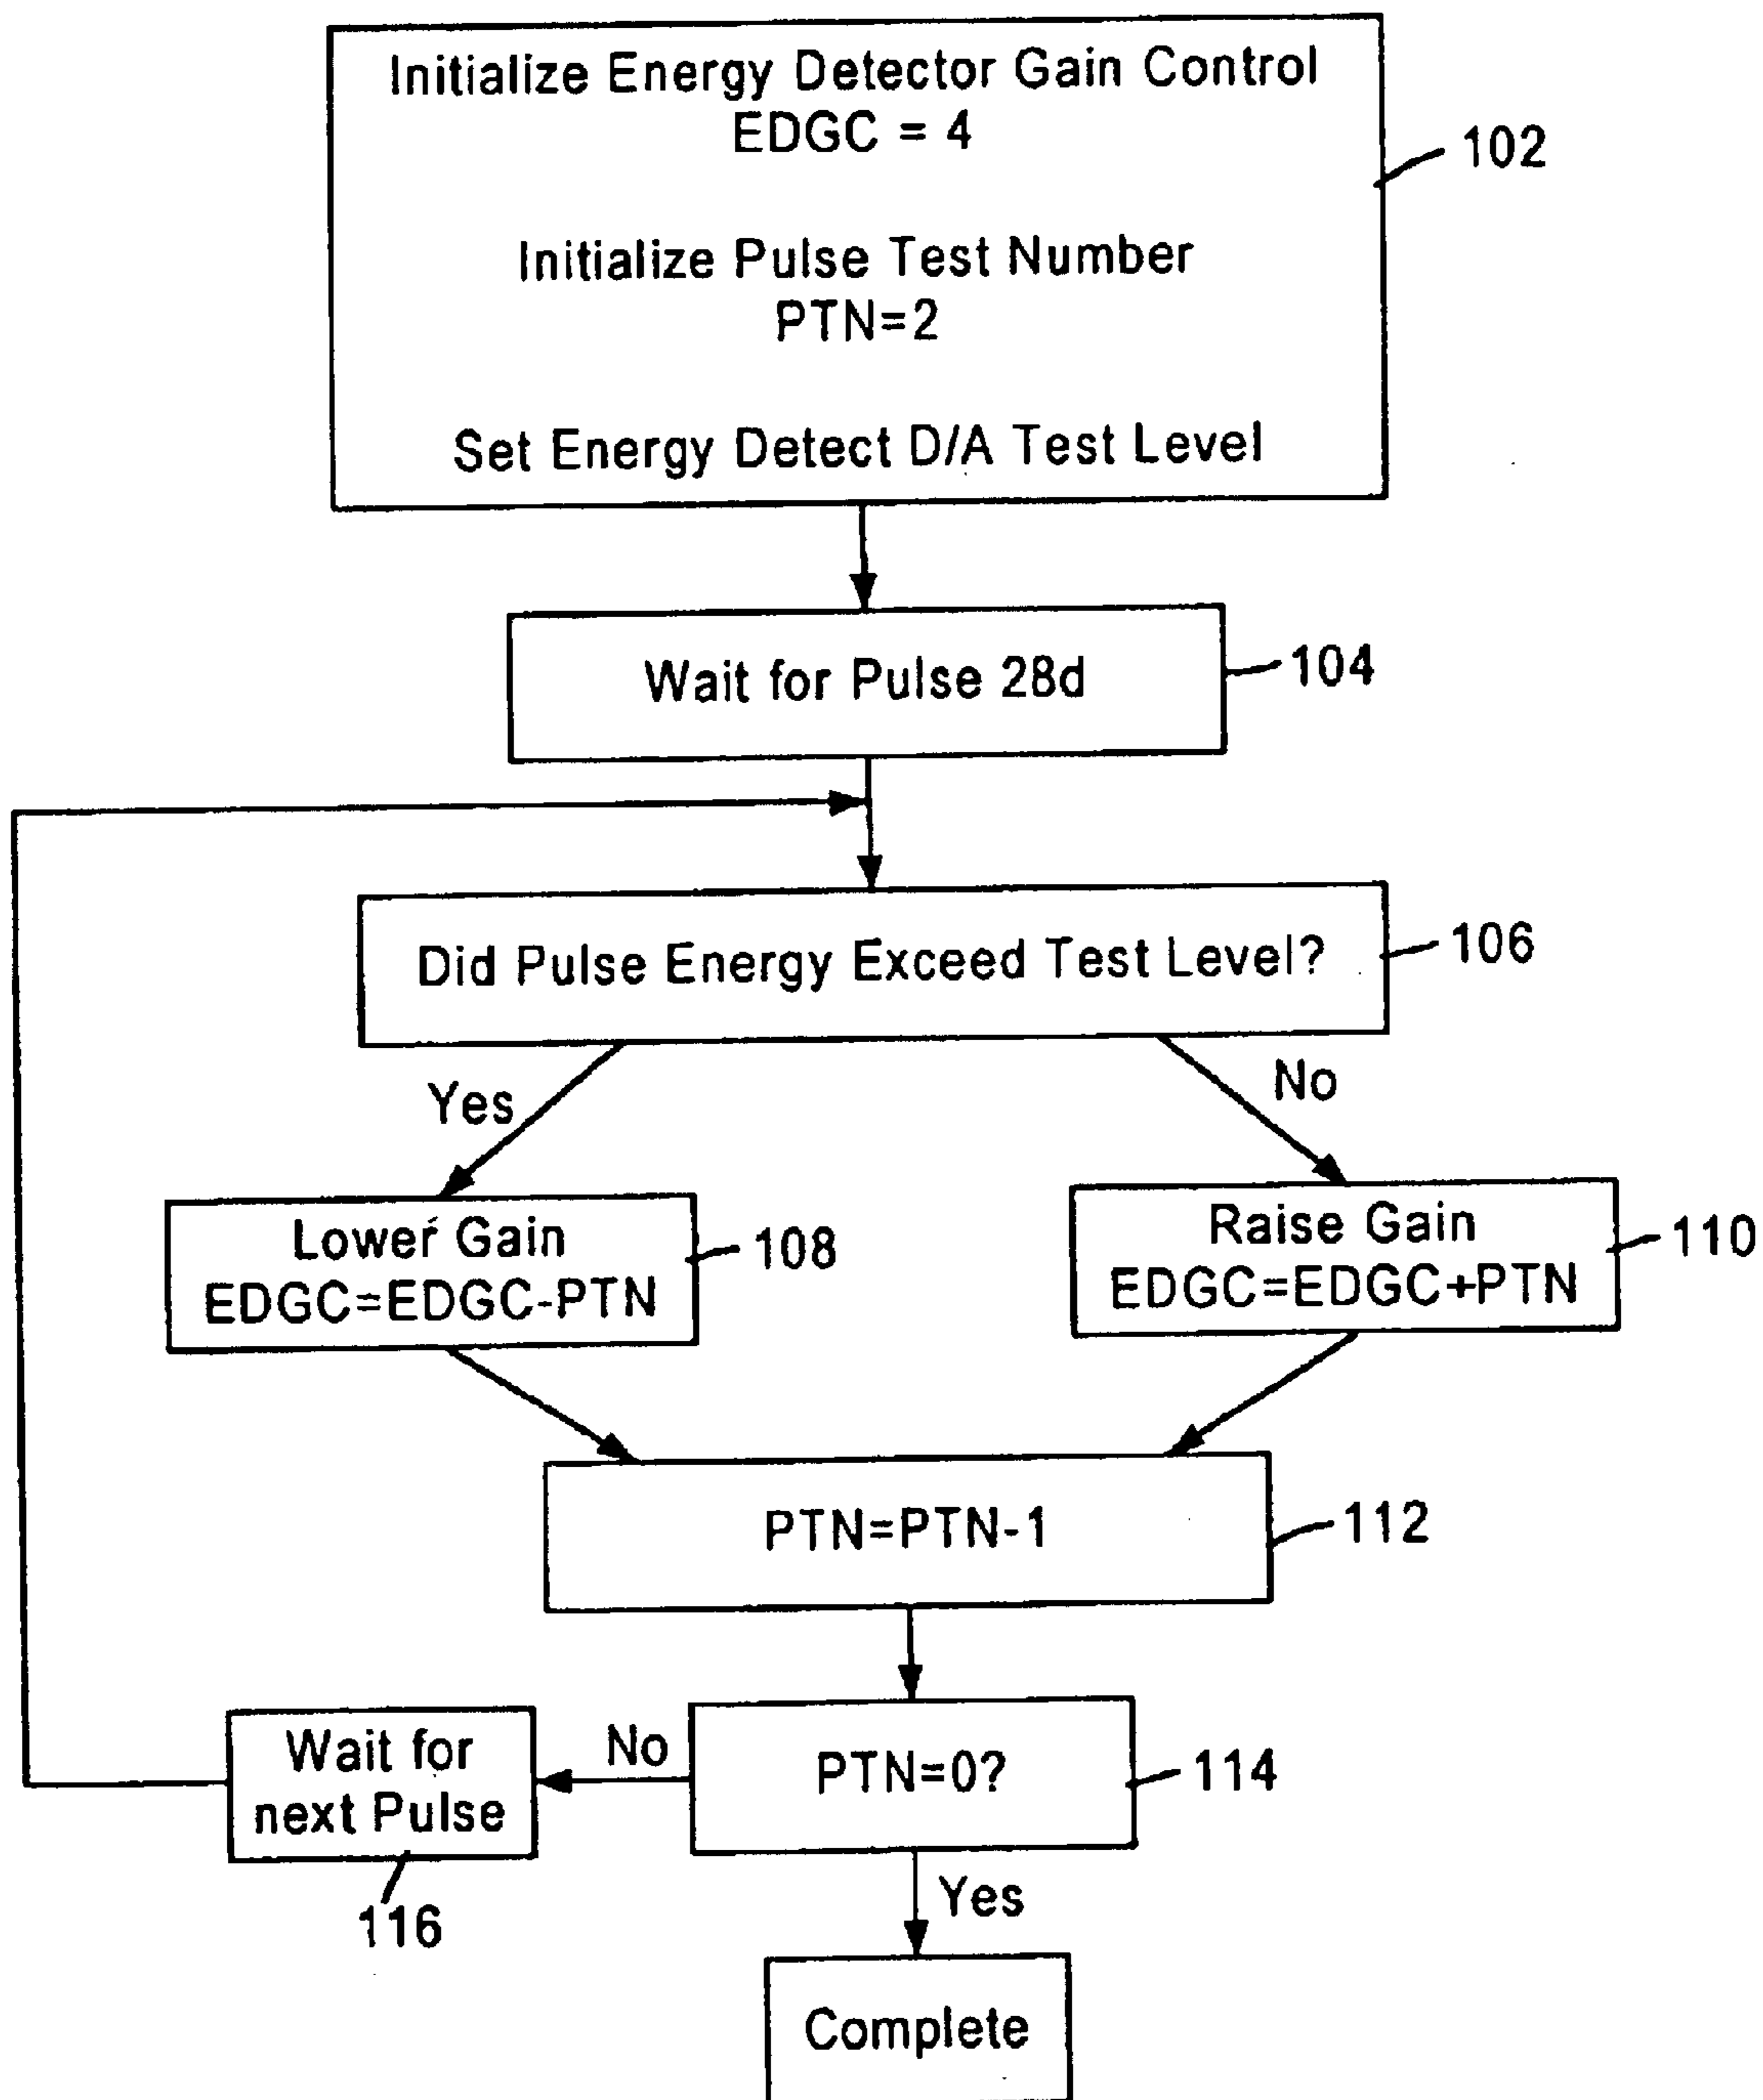 Initialize Energy Detector Gain Control
EDGC = 4
102
Initialize Pulse Test Number
PTN=2
Set Energy Detect D/A Test Level
Wait for Pulse 28d
104
Did Pulse Energy Exceed Test Level?
106
Yes
No
Lower Gain
EDGC=EDGC-PTN
108
Raise Gain
EDGC=EDGC+PTN
110
PTN=PTN-1
112
Wait for
next Pulse
116
No
PTN=0?
114
Yes
Complete